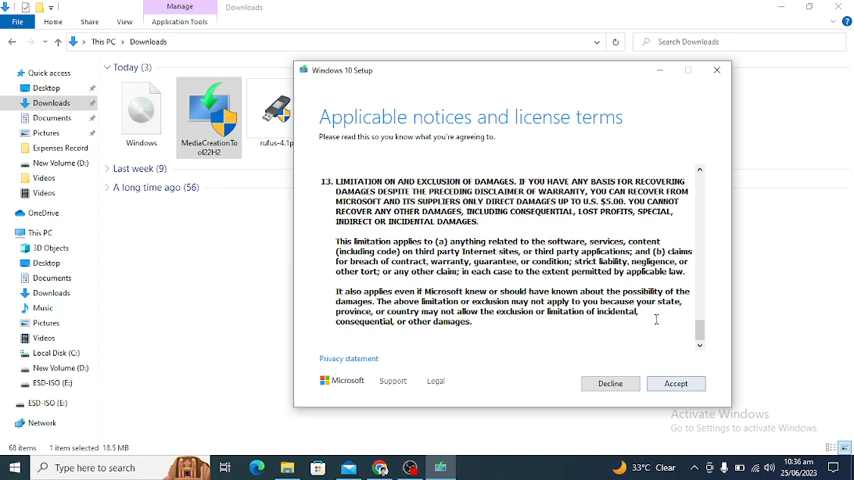 Manage
Downloads
File
Home
Share
View
Application Tools
This PC
Downloads
Search Downloads
Quick access
Desktop
Downloads
Documents
Pictures
Expenses Record
New Volume (D:)
Videos
Videos
OneDrive
This PC
3D Objects
Desktop
Documents
Downloads
Music
Pictures
Videos
Local Disk (C:)
New Volume (D:)
ESD-ISO (E:)
ESD-ISO (E:)
Network
Today (3)
Windows
MediaCreationTo
ol22H2
rufus-4.1p
Last week (9)
A long time ago (56)
Windows 10 Setup
Applicable notices and license terms
Please read this so you know what you're agreeing to.
13. LIMITATION ON AND EXCLUSION OF DAMAGES. IF YOU HAVE ANY BASIS FOR RECOVERING
DAMAGES DESPITE THE PRECEDING DISCLAIMER OF WARRANTY, YOU CAN RECOVER FROM
MICROSOFT AND ITS SUPPLIERS ONLY DIRECT DAMAGES UP TO U.S. $5.00. YOU CANNOT
RECOVER ANY OTHER DAMAGES, INCLUDING CONSEQUENTIAL, LOST PROFITS, SPECIAL,
INDIRECT OR INCIDENTAL DAMAGES.
This limitation applies to (a) anything related to the software, services, content
(including code) on third party Internet sites, or third party applications; and (b) claims
for breach of contract, warranty, guarantee, or condition; strict liability, negligence, or
other tort; or any other claim; in each case to the extent permitted by applicable law.
It also applies even if Microsoft knew or should have known about the possibility of the
damages. The above limitation or exclusion may not apply to you because your state,
province, or country may not allow the exclusion or limitation of incidental,
consequential, or other damages.
Privacy statement
Microsoft
Support
Legal
Decline
Accept
Activate Windows
Go to Settings to activate Windows.
68 items
1 item selected 18.5 MB
Type here to search
33°C Clear
10:36 am
25/06/2023